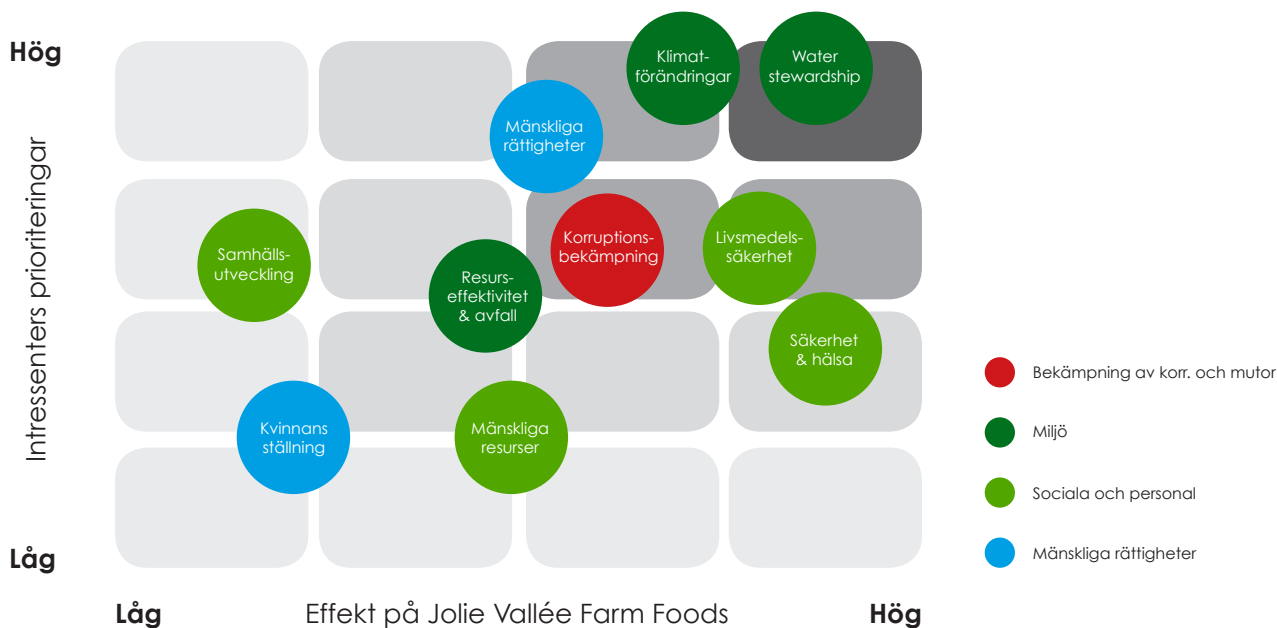 Hög
Intressenters prioriteringar
Låg
Klimat-
förändringar
Water
stewardship
Mänskliga
rättigheter
Samhälls-
utveckling
Resurs-
effektivitet
& avfall
Korruptions-
bekämpning
Livsmedels-
säkerhet
Säkerhet
& hälsa
Kvinnans
ställning
Mänskliga
resurser
Låg
Effekt på Jolie Vallée Farm Foods
Hög
Bekämpning av korr. och mutor
Miljö
Sociala och personal
Mänskliga rättigheter